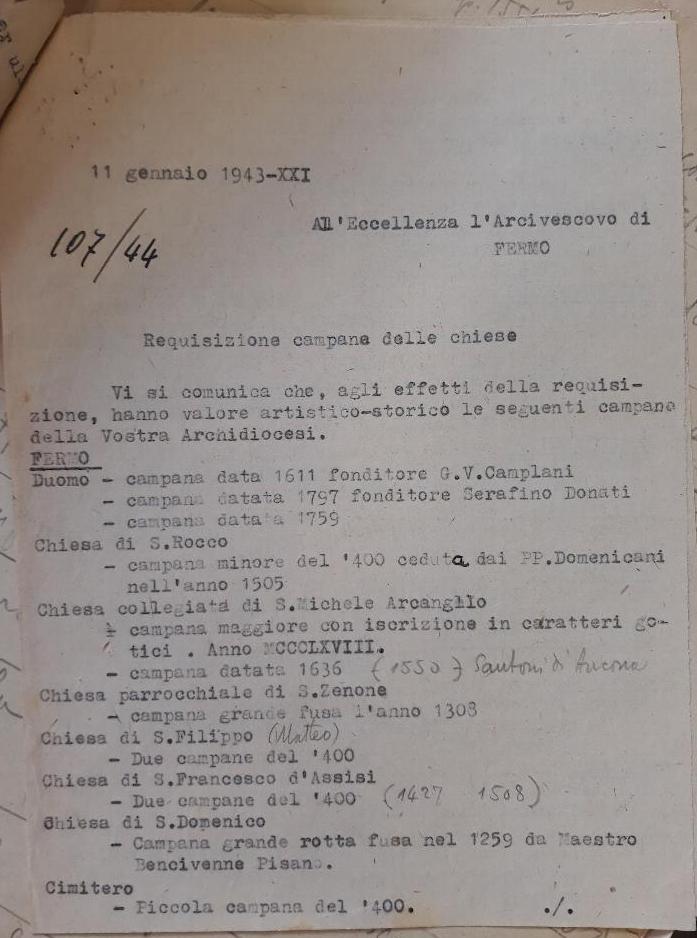 11 gennaio 1943-XXI
107/44
All'Eccellenza l'Arcivescovo di
FERMO
Requisizione campane delle chiese
Vi si comunica che, agli effetti della requisi-
zione, hanno valore artistico-storico le seguenti campane
della Vostra Archidiocesi.
FERMO
Duomo - campana data 1611 fonditore G.V.Camplani
- campana datata 1797 fonditore Serafino Donati
- campana datata 1759
Chiesa di S.Rocco
- campana minore del '400 ceduta dai PP.Domenicani
nell'anno 1505
Chiesa collegiata di S.Michele Arcanglio
- campana maggiore con iscrizione in caratteri go-
tici . Anno MCCCLXVIII.
- campana datata 1636 (1550) Santoni d'Ancona
Chiesa parrocchiale di S.Zenone
- campana grande fusa l'anno 1308
Chiesa di S.Filippo (Matteo)
- Due campane del '400
Chiesa di S.Francesco d'Assisi
- Due campane del '400 (1427 1508)
Chiesa di S.Domenico
- Campana grande rotta fusa nel 1259 da Maestro
Bencivenne Pisano.
Cimitero
- Piccola campana del '400. ./.